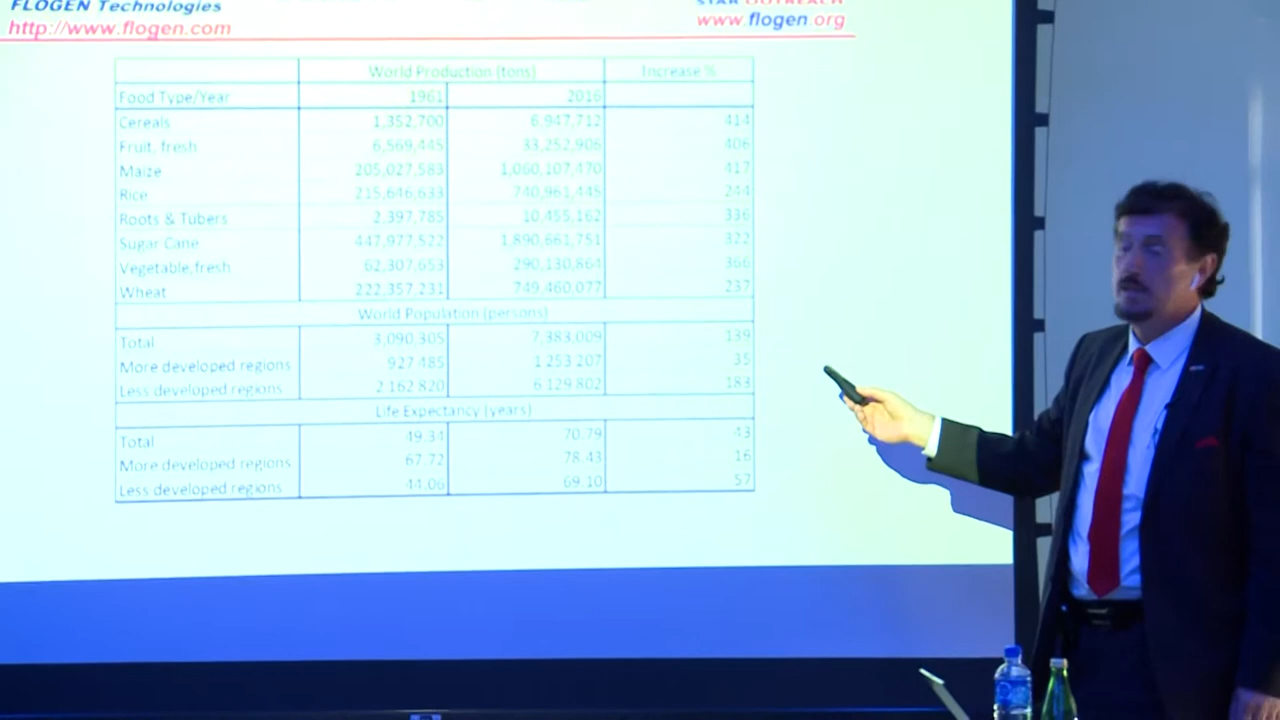 FLOGEN Technologies
STAR OUTREACH
http://www.flogen.com
www.flogen.org
World Production (tons) Increase %
Food Type/Year 1961 2016
Cereals 1,352,700 6,947,712 414
Fruit, fresh 6,569,445 33,252,906 406
Maize 205,027,583 1,060,107,470 417
Rice 215,646,633 740,961,445 244
Roots & Tubers 2,397,785 10,455,162 336
Sugar Cane 447,977,522 1,890,661,751 322
Vegetable,fresh 62,307,653 290,130,864 366
Wheat 222,357,231 749,460,077 237
World Population (persons)
Total 3,090,305 7,383,009 139
More developed regions 927 485 1 253 207 35
Less developed regions 2 162 820 6 129 802 183
Life Expectancy (years)
Total 49.34 70.79 43
More developed regions 67.72 78.43 16
Less developed regions 44.06 69.10 57